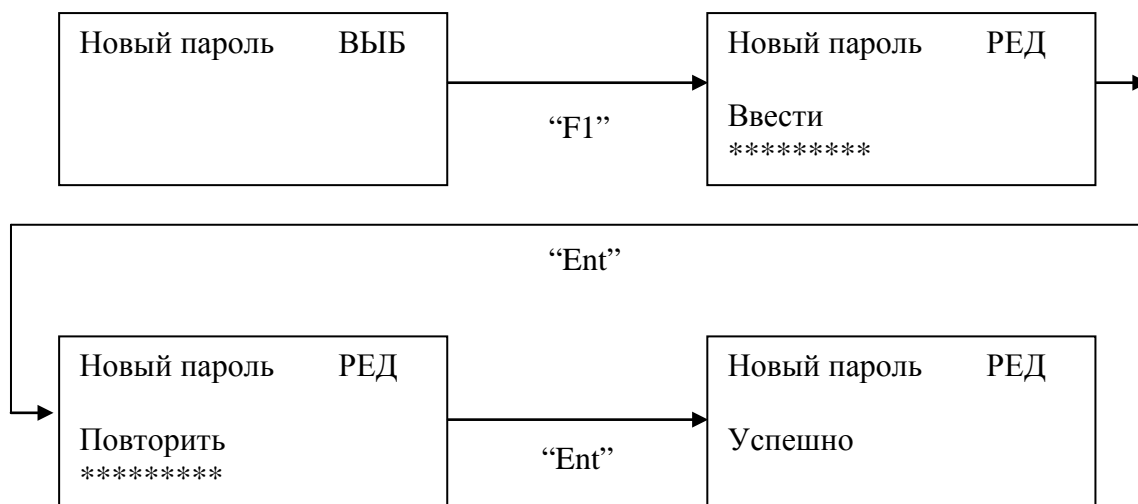 Новый пароль ВЫБ
“F1”
Новый пароль РЕД
Ввести
*********
“Ent”
Новый пароль РЕД
Повторить
*********
“Ent”
Новый пароль РЕД
Успешно